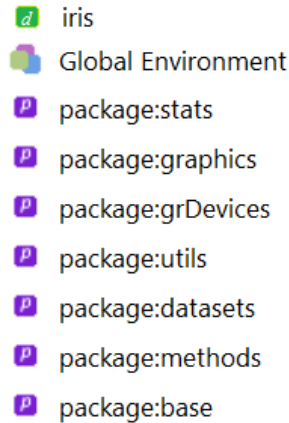 iris
Global Environment
package:stats
package:graphics
package:grDevices
package:utils
package:datasets
package:methods
package:base